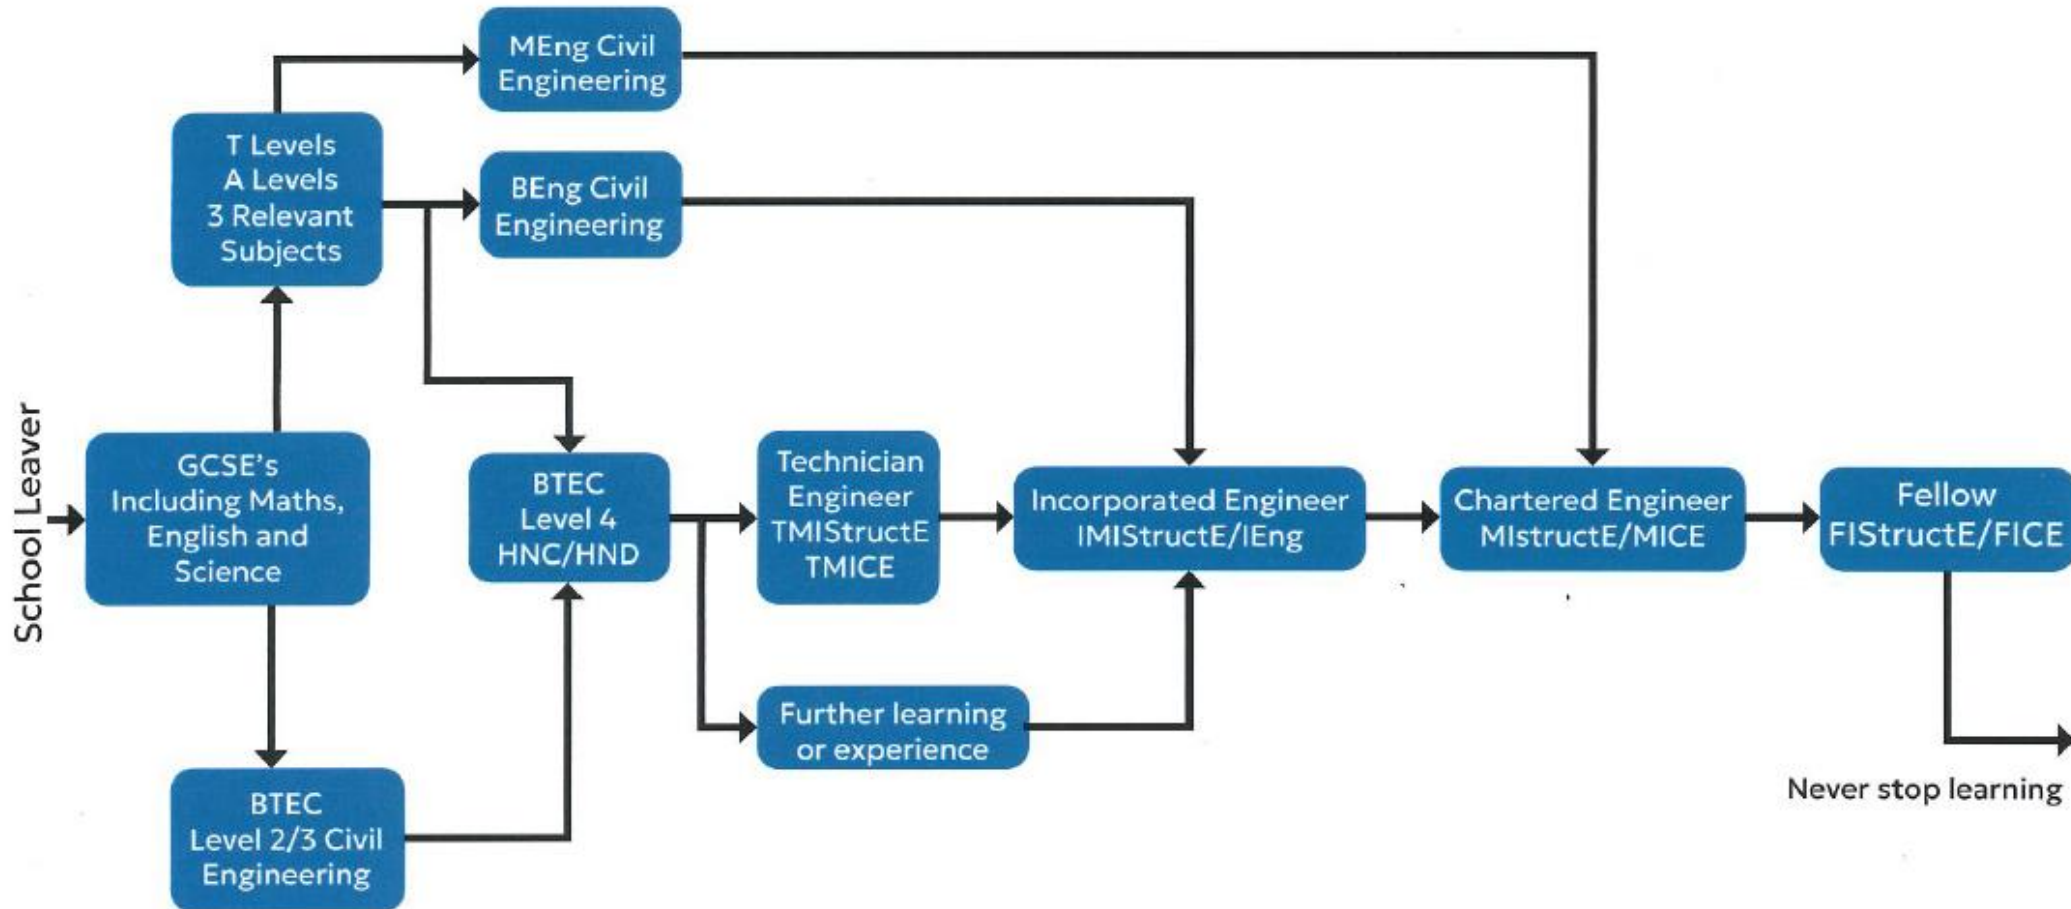 School Leaver
GCSE's
Including Maths,
English and
Science
T Levels
A Levels
3 Relevant
Subjects
MEng Civil
Engineering
BEng Civil
Engineering
BTEC
Level 2/3 Civil
Engineering
BTEC
Level 4
HNC/HND
Technician
Engineer
TMIStructE
TMICE
Further learning
or experience
Incorporated Engineer
IMIStructE/IEng
Chartered Engineer
MIstructE/MICE
Fellow
FIStructE/FICE
Never stop learning